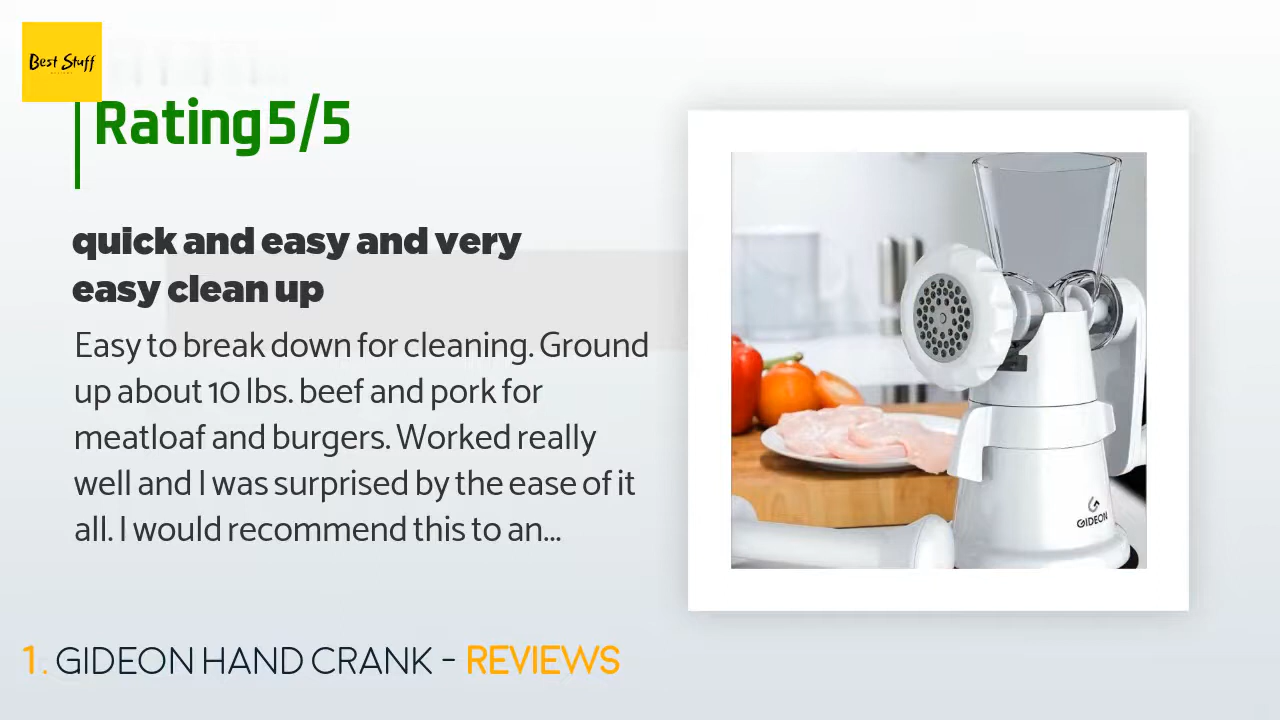 Best Stuff
Rating 5/5
quick and easy and very
easy clean up
Easy to break down for cleaning. Ground
up about 10 lbs. beef and pork for
meatloaf and burgers. Worked really
well and I was surprised by the ease of it
all. I would recommend this to an...
GIDEON
1. GIDEON HAND CRANK - REVIEWS